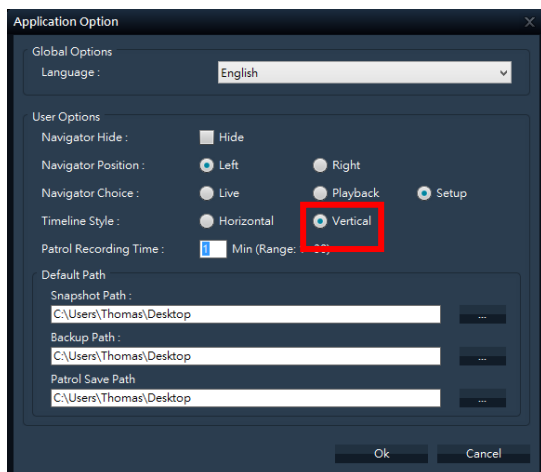 Application Option
Global Options
Language : English
User Options
Navigator Hide : Hide
Navigator Position : Left Right
Navigator Choice : Live Playback Setup
Timeline Style : Horizontal Vertical
Patrol Recording Time : 1 Min (Range:
Default Path
Snapshot Path :
C:\Users\Thomas\Desktop ...
Backup Path :
C:\Users\Thomas\Desktop ...
Patrol Save Path
C:\Users\Thomas\Desktop ...
Ok Cancel